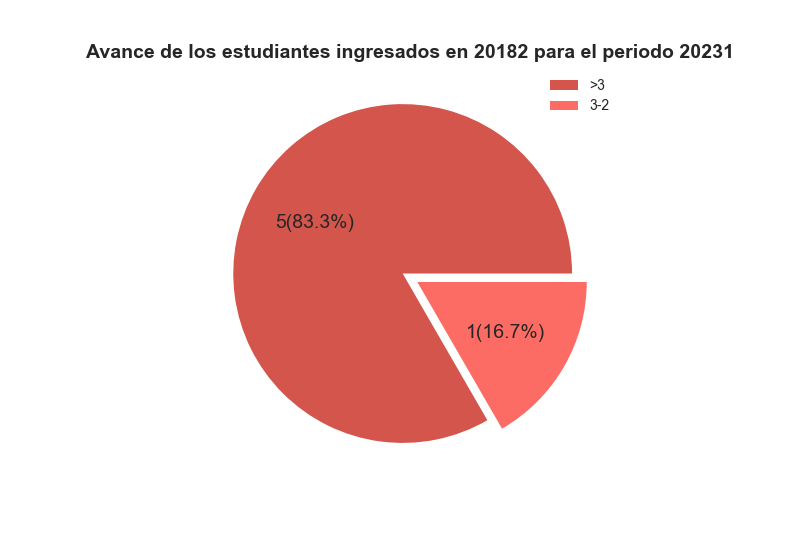 Avance de los estudiantes ingresados en 20182 para el periodo 20231
>3
3-2
5(83.3%)
1(16.7%)